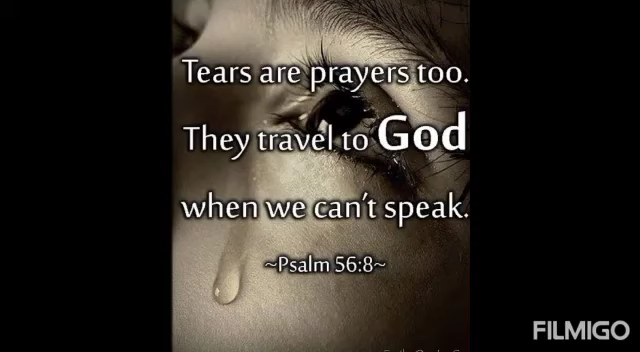 Tears are prayers too.
They travel to God
when we can't speak.
~Psalm 56:8~
FILMIGO